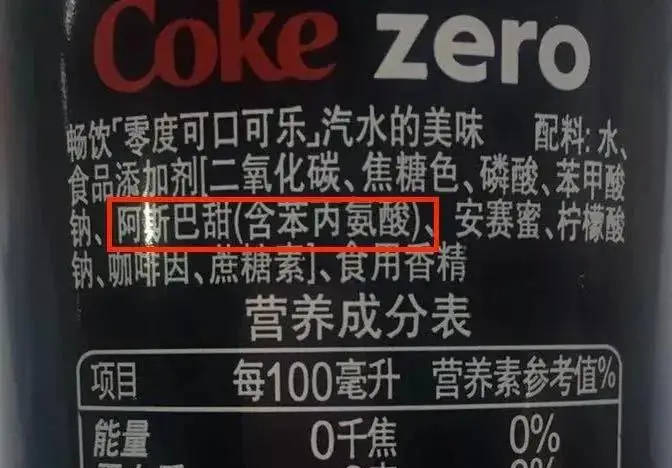 Coke zero
畅饮「零度可口可乐」汽水的美味 配料: 水、
食品添加剂[二氧化碳、焦糖色、磷酸、苯甲酸
钠、阿斯巴甜(含苯丙氨酸)、安赛蜜、柠檬酸
钠、咖啡因、蔗糖素]、食用香精
营养成分表
项目 每100毫升 营养素参考值%
能量 0千焦 0%